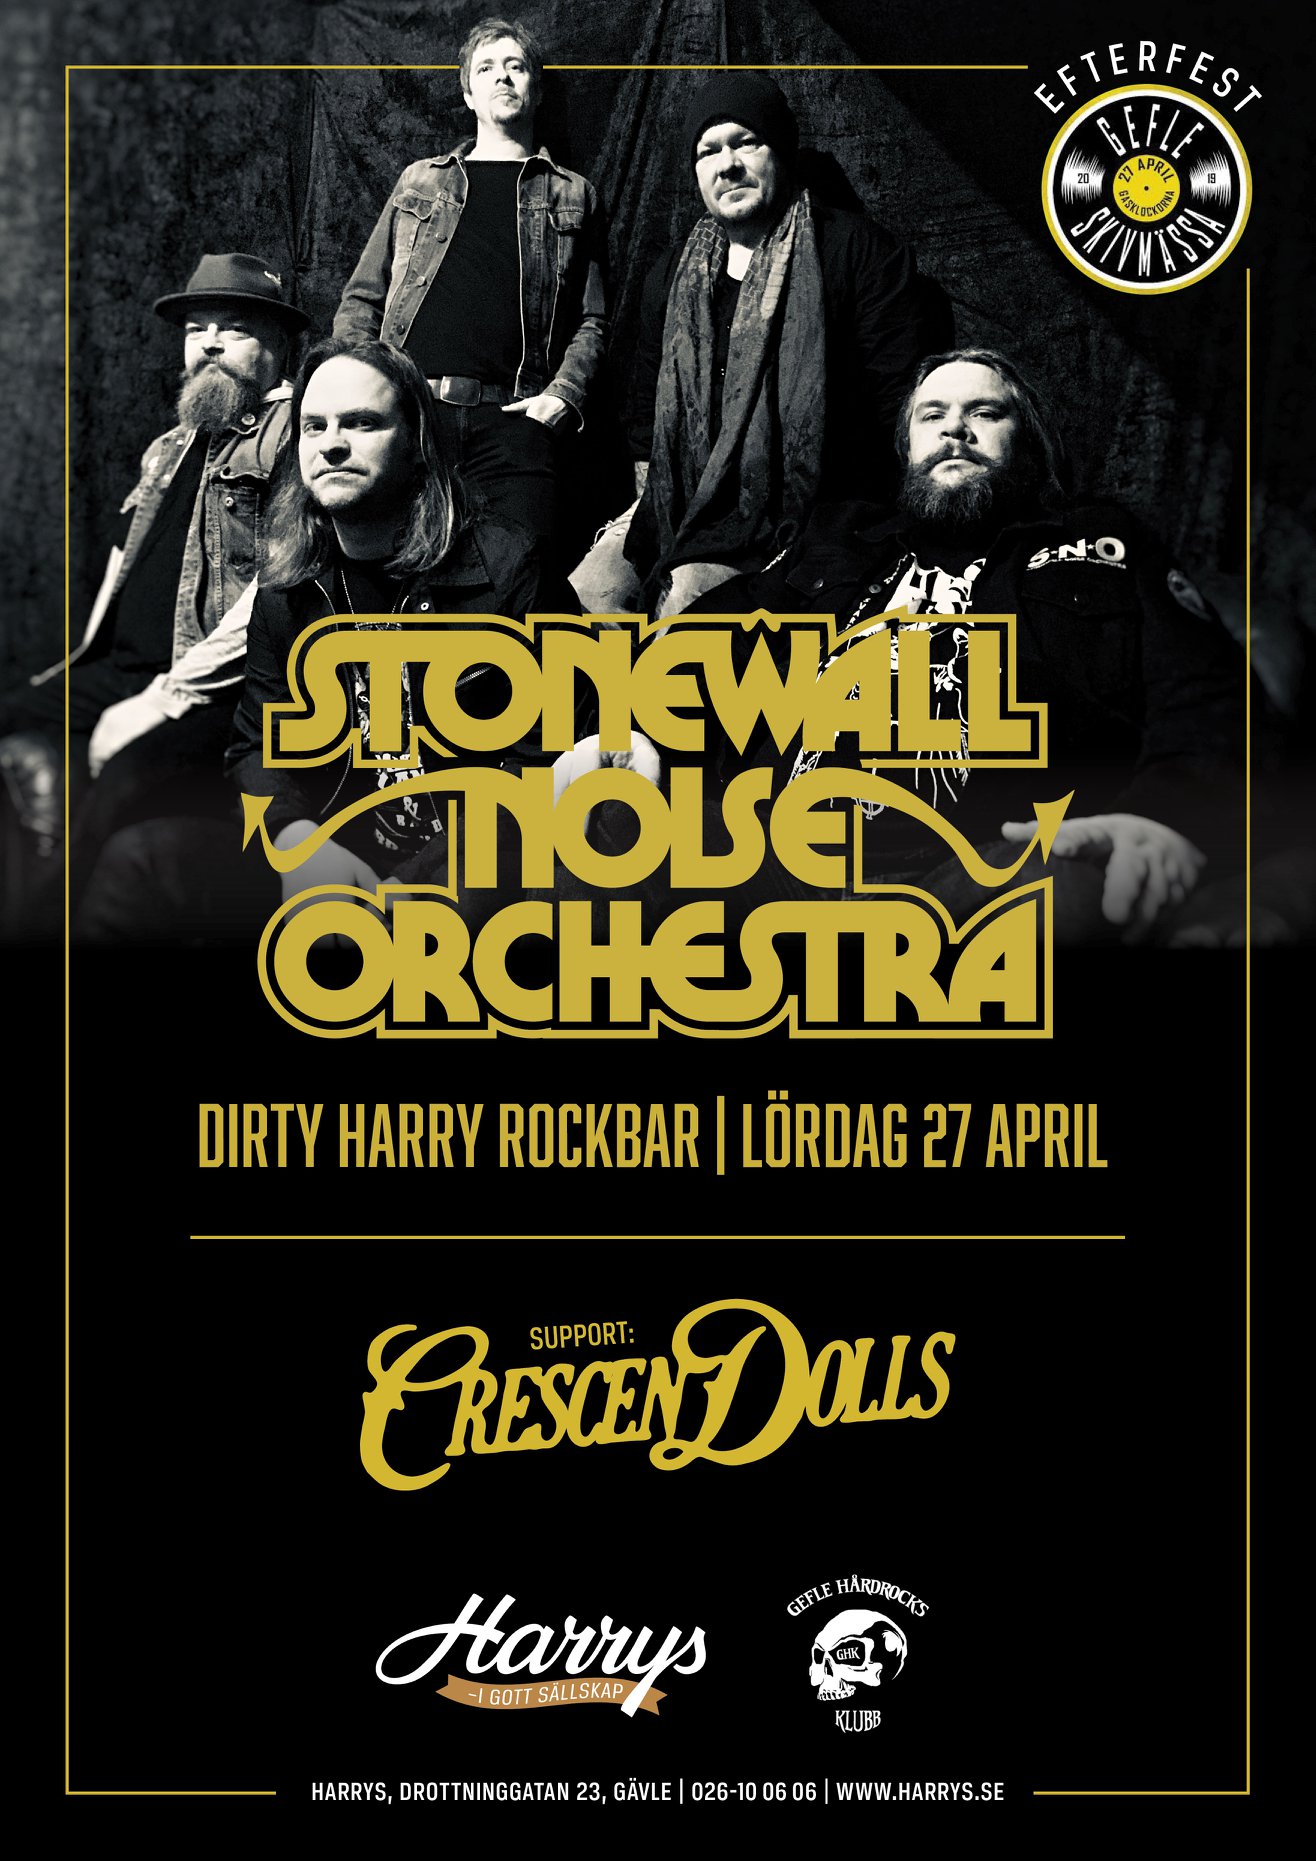 EFTERFEST
GEFLE
27 APRIL
20 19
GASKLOCKORNA
SKIVMÄSSA
S-N-O
STONEWALL
NOISE
ORCHESTRA
DIRTY HARRY ROCKBAR | LÖRDAG 27 APRIL
SUPPORT:
CRESCENDOLLS
Harrys
–I GOTT SÄLLSKAP
GEFLE HÅRDROCKS
GHK
KLUBB
HARRYS, DROTTNINGGATAN 23, GÄVLE | 026-10 06 06 | WWW.HARRYS.SE